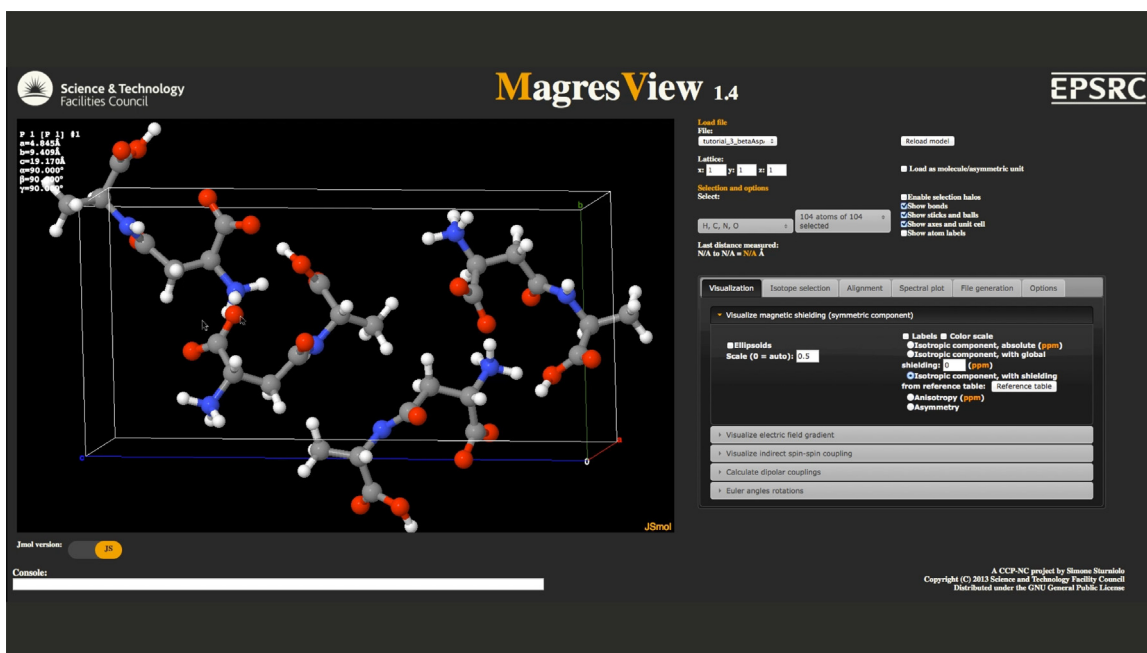 Science & Technology
Facilities Council
MagresView 1.4
EPSRC
P 1 [P 1] #1
a=4.845Å
b=9.409Å
c=19.170Å
α=90.000°
β=90.000°
γ=90.000°
b
c
a
0
JSmol
Load file
File:
tutorial_3_betaAsp
Reload model
Lattice:
x: 1 y: 1 z: 1
Load as molecule/asymmetric unit
Selection and options
Select:
H, C, N, O
104 atoms of 104
selected
Enable selection halos
Show bonds
Show sticks and balls
Show axes and unit cell
Show atom labels
Last distance measured:
N/A to N/A = N/A Å
Visualization Isotope selection Alignment Spectral plot File generation Options
Visualize magnetic shielding (symmetric component)
Ellipsoids
Scale (0 = auto): 0.5
Labels Color scale
Isotropic component, absolute (ppm)
Isotropic component, with global
shielding: 0 (ppm)
Isotropic component, with shielding
from reference table: Reference table
Anisotropy (ppm)
Asymmetry
Visualize electric field gradient
Visualize indirect spin-spin coupling
Calculate dipolar couplings
Euler angles rotations
Jmol version: JS
Console:
A CCP-NC project by Simone Sturniolo
Copyright (C) 2013 Science and Technology Facility Council
Distributed under the GNU General Public License